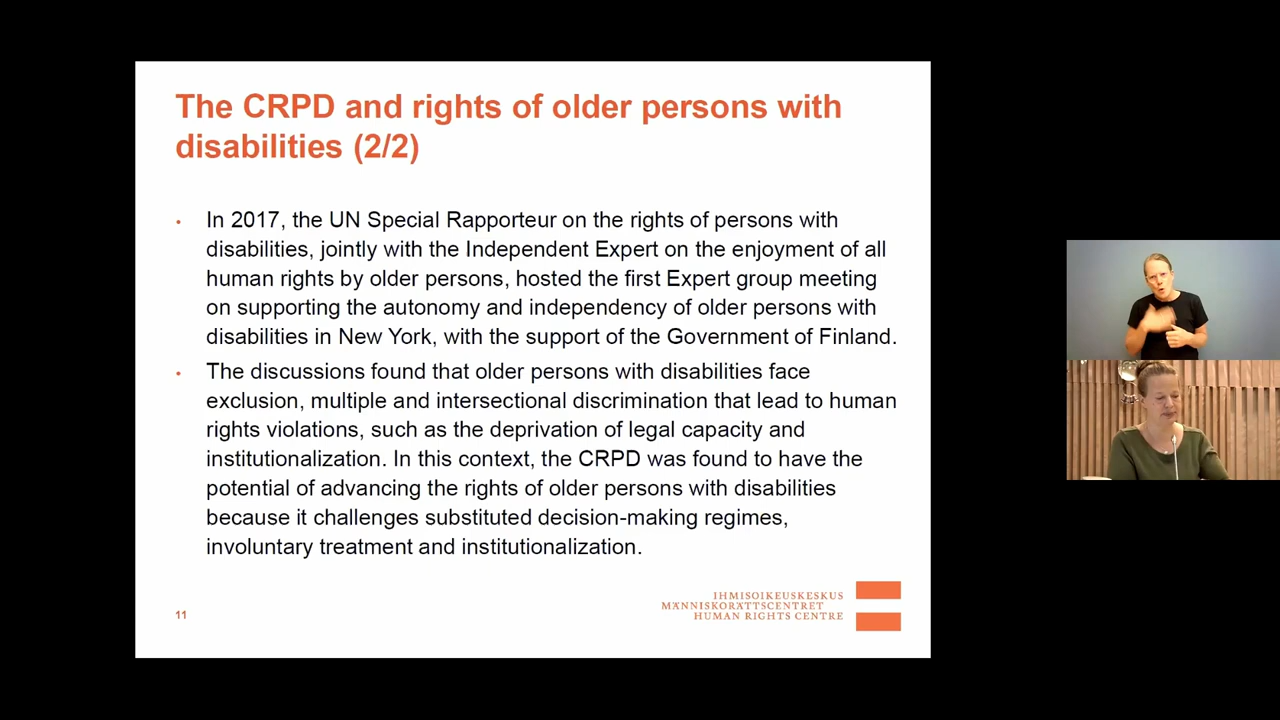 The CRPD and rights of older persons with
disabilities (2/2)
• In 2017, the UN Special Rapporteur on the rights of persons with
disabilities, jointly with the Independent Expert on the enjoyment of all
human rights by older persons, hosted the first Expert group meeting
on supporting the autonomy and independency of older persons with
disabilities in New York, with the support of the Government of Finland.
• The discussions found that older persons with disabilities face
exclusion, multiple and intersectional discrimination that lead to human
rights violations, such as the deprivation of legal capacity and
institutionalization. In this context, the CRPD was found to have the
potential of advancing the rights of older persons with disabilities
because it challenges substituted decision-making regimes,
involuntary treatment and institutionalization.
11
IHMISOIKEUSKESKUS
MÄNNISKORÄTTSCENTRET
HUMAN RIGHTS CENTRE